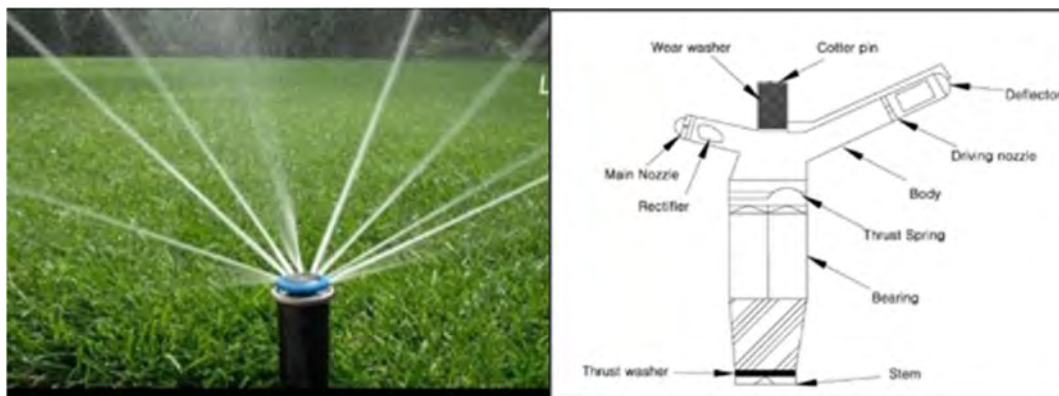 Wear washer
Cotter pin
Deflector
Main Nozzle
Driving nozzle
Rectifier
Body
Thrust Spring
Bearing
Thrust washer
Stem